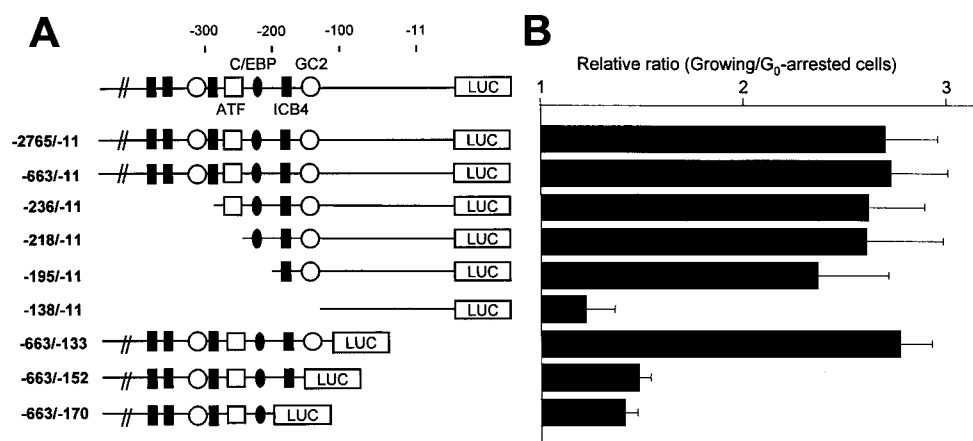 A
-300 -200 -100 -11
C/EBP GC2
LUC
ATF ICB4
-2765/-11 LUC
-663/-11 LUC
-236/-11 LUC
-218/-11 LUC
-195/-11 LUC
-138/-11 LUC
-663/-133 LUC
-663/-152 LUC
-663/-170 LUC
B
Relative ratio (Growing/G0-arrested cells)
1 2 3